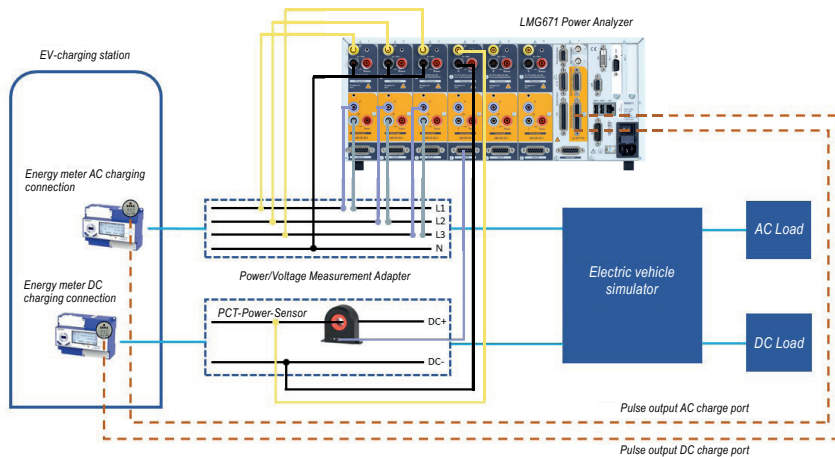 LMG671 Power Analyzer
EV-charging station
Energy meter AC charging
connection
L1
L2
L3
N
Power/Voltage Measurement Adapter
Energy meter DC
charging connection
PCT-Power-Sensor
DC+
DC-
Electric vehicle
simulator
AC Load
DC Load
Pulse output AC charge port
Pulse output DC charge port